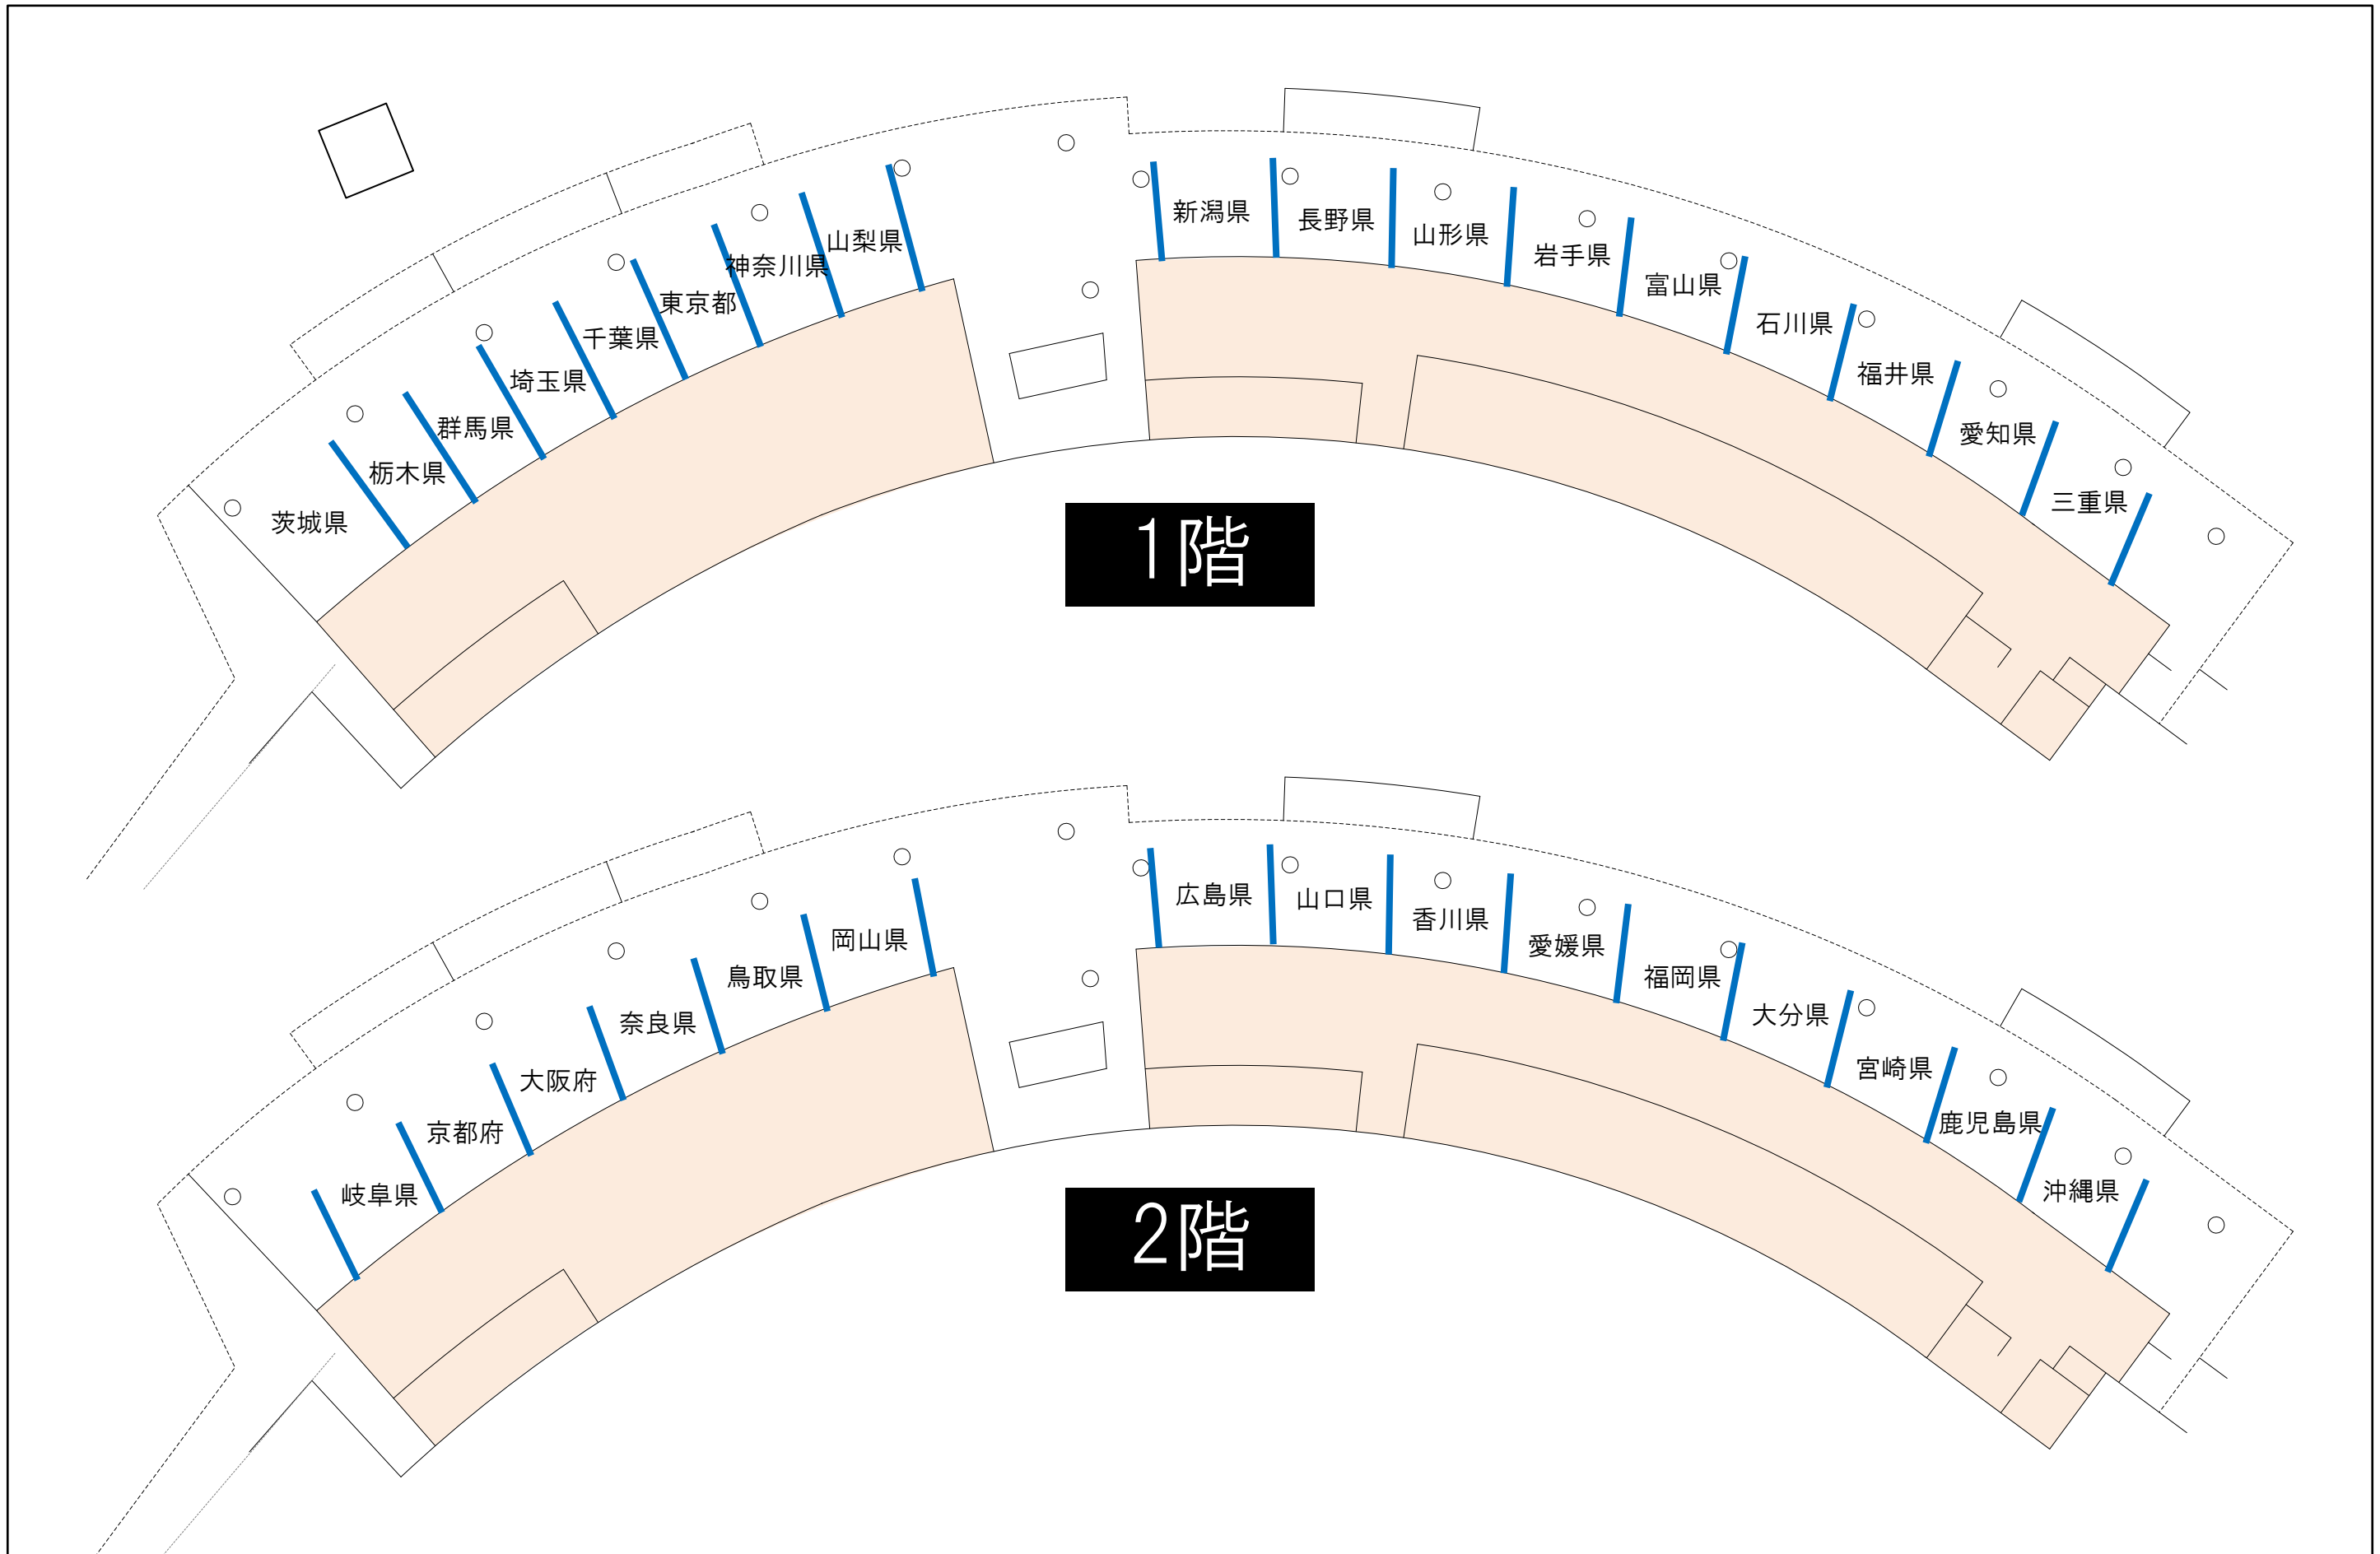 茨城県
栃木県
群馬県
埼玉県
千葉県
東京都
神奈川県
山梨県
新潟県
長野県
山形県
岩手県
富山県
石川県
福井県
愛知県
三重県
1階
岐阜県
京都府
大阪府
奈良県
鳥取県
岡山県
広島県
山口県
香川県
愛媛県
福岡県
大分県
宮崎県
鹿児島県
沖縄県
2階